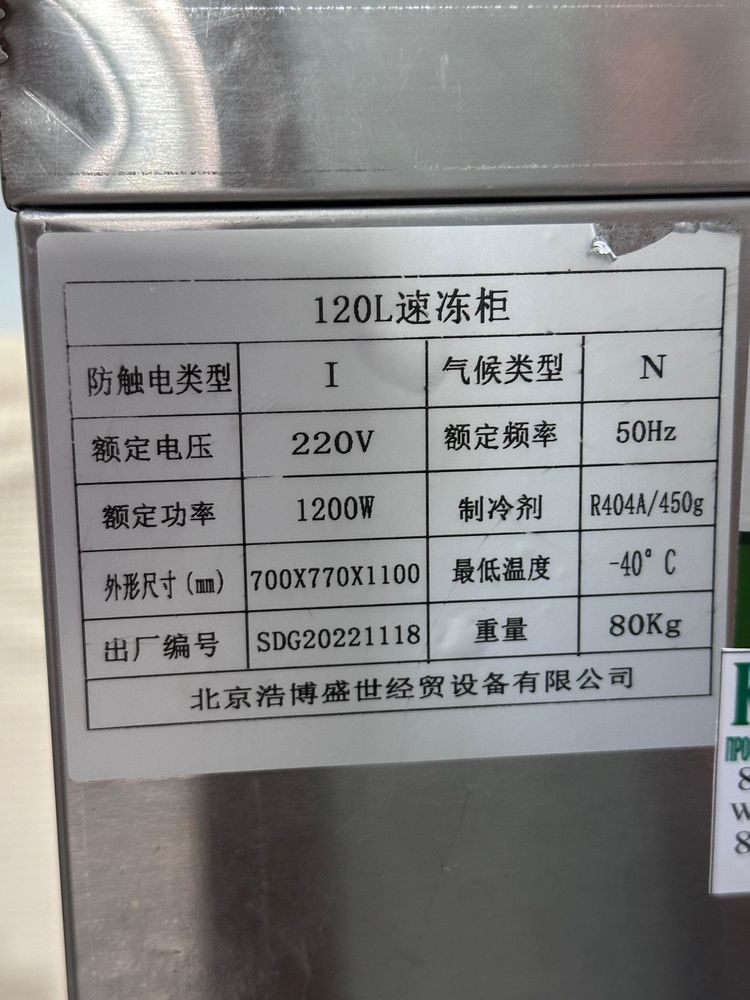 120L速冻柜
防触电类型 I 气候类型 N
额定电压 220V 额定频率 50Hz
额定功率 1200W 制冷剂 R404A/450g
外形尺寸(mm) 700X770X1100 最低温度 -40°C
出厂编号 SDG20221118 重量 80Kg
北京浩博盛世经贸设备有限公司
ПРО
8
W
8